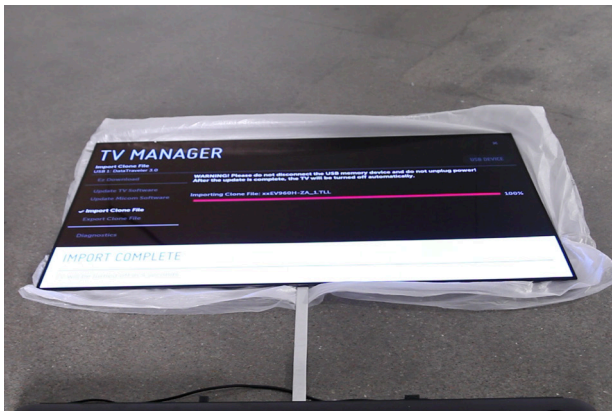 TV MANAGER
Import Clone File
USB 1: DataTraveler 3.0
Ez Download
Update TV Software
Update Micom Software
Import Clone File
Export Clone File
Diagnostics
USB DEVICE
WARNING! Please do not disconnect the USB memory device and do not unplug power!
After the update is complete, the TV will be turned off automatically.
Importing Clone File: xxEV960H-ZA_1.TLL
100%
IMPORT COMPLETE